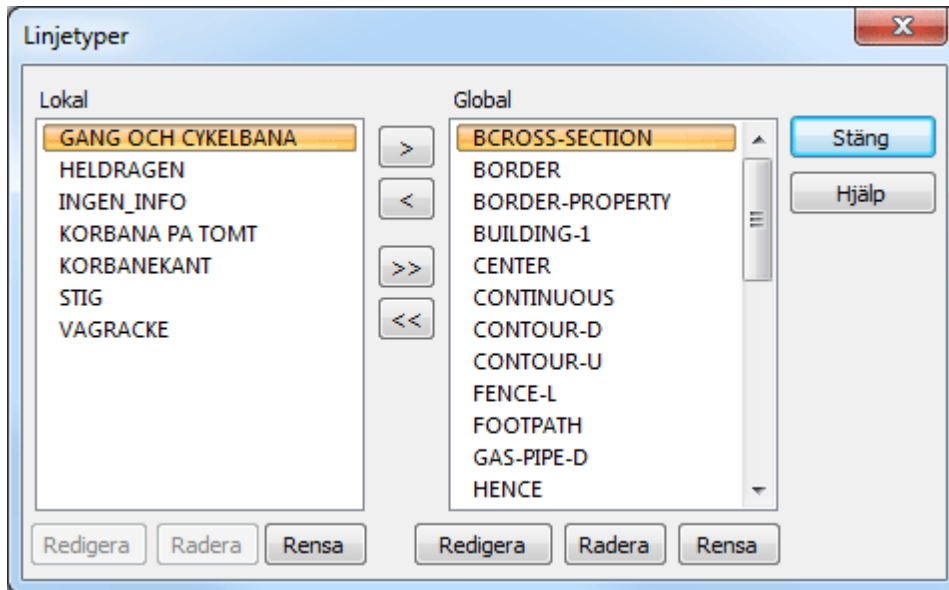 Linjetyper
Lokal
GANG OCH CYKELBANA
HELDRAGEN
INGEN_INFO
KORBANA PA TOMT
KORBANEKANT
STIG
VAGRACKE
>
<
>>
<<
Global
BCROSS-SECTION
BORDER
BORDER-PROPERTY
BUILDING-1
CENTER
CONTINUOUS
CONTOUR-D
CONTOUR-U
FENCE-L
FOOTPATH
GAS-PIPE-D
HENCE
Stäng
Hjälp
Redigera Radera Rensa
Redigera Radera Rensa